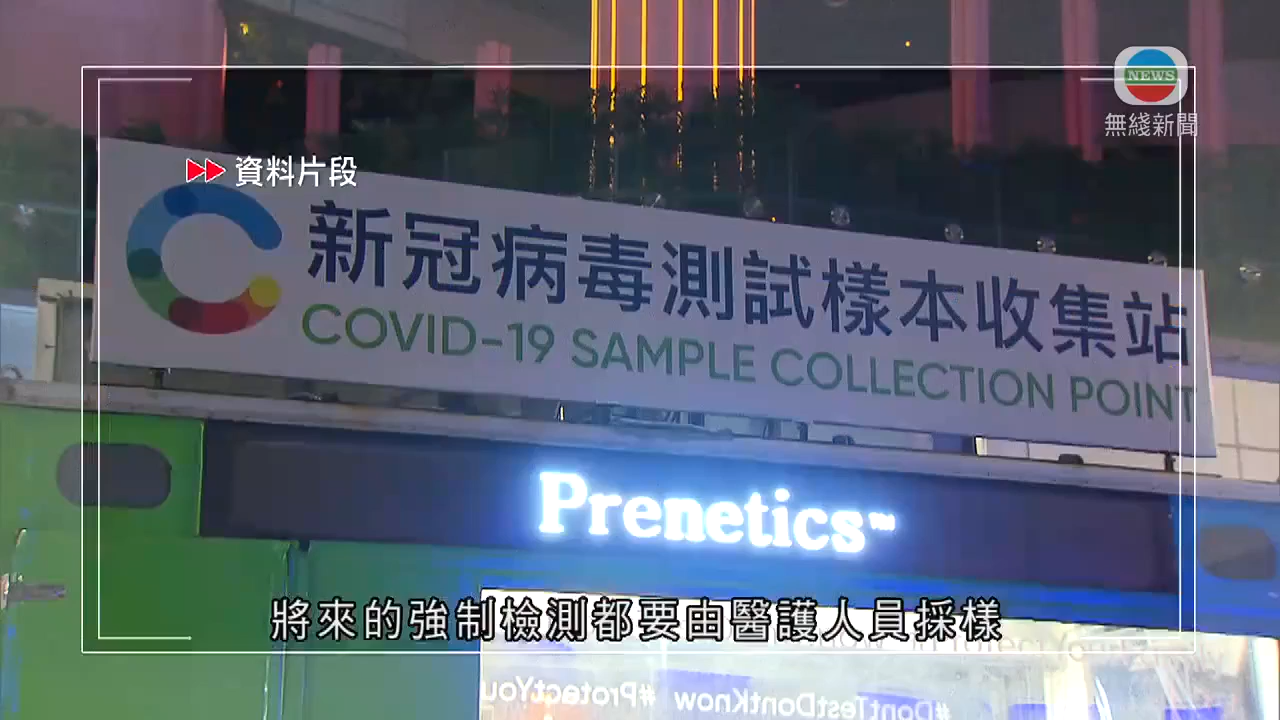 NEWS
無綫新聞
資料片段
新冠病毒測試樣本收集站
COVID-19 SAMPLE COLLECTION POINT
Prenetics™
將來的強制檢測都要由醫護人員採樣
#ProtectYou
#DontTestDontKnow